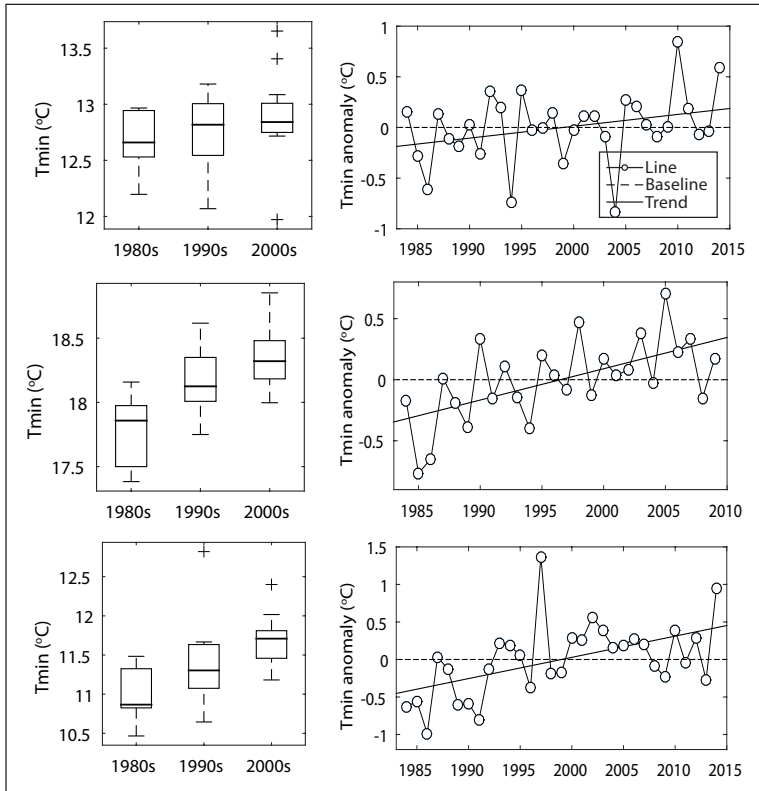 Tmin (°C)
13.5
13
12.5
12
1980s 1990s 2000s
Tmin anomaly (°C)
1
0.5
0
-0.5
-1
1985 1990 1995 2000 2005 2010 2015
Line
Baseline
Trend
Tmin (°C)
18.5
18
17.5
1980s 1990s 2000s
Tmin anomaly (°C)
0.5
0
-0.5
1985 1990 1995 2000 2005 2010
Tmin (°C)
12.5
12
11.5
11
10.5
1980s 1990s 2000s
Tmin anomaly (°C)
1.5
1
0.5
0
-0.5
-1
1985 1990 1995 2000 2005 2010 2015